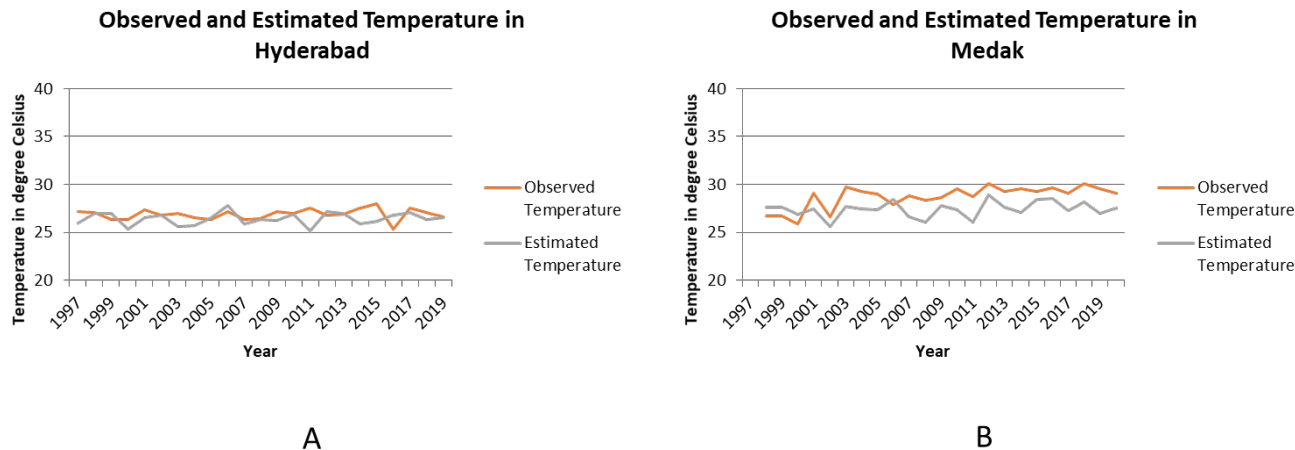 Observed and Estimated Temperature in
Hyderabad
Temperature in degree Celsius
40
35
30
25
20
1997
1999
2001
2003
2005
2007
2009
2011
2013
2015
2017
2019
Year
Observed
Temperature
Estimated
Temperature
A
Observed and Estimated Temperature in
Medak
Temperature in degree Celsius
40
35
30
25
20
1997
1999
2001
2003
2005
2007
2009
2011
2013
2015
2017
2019
Year
Observed
Temperature
Estimated
Temperature
B